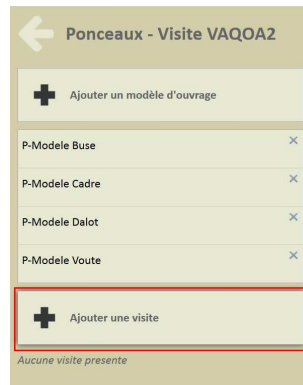 Ponceaux - Visite VAQOA2
Ajouter un modèle d'ouvrage
P-Modele Buse
P-Modele Cadre
P-Modele Dalot
P-Modele Voute
Ajouter une visite
Aucune visite presente